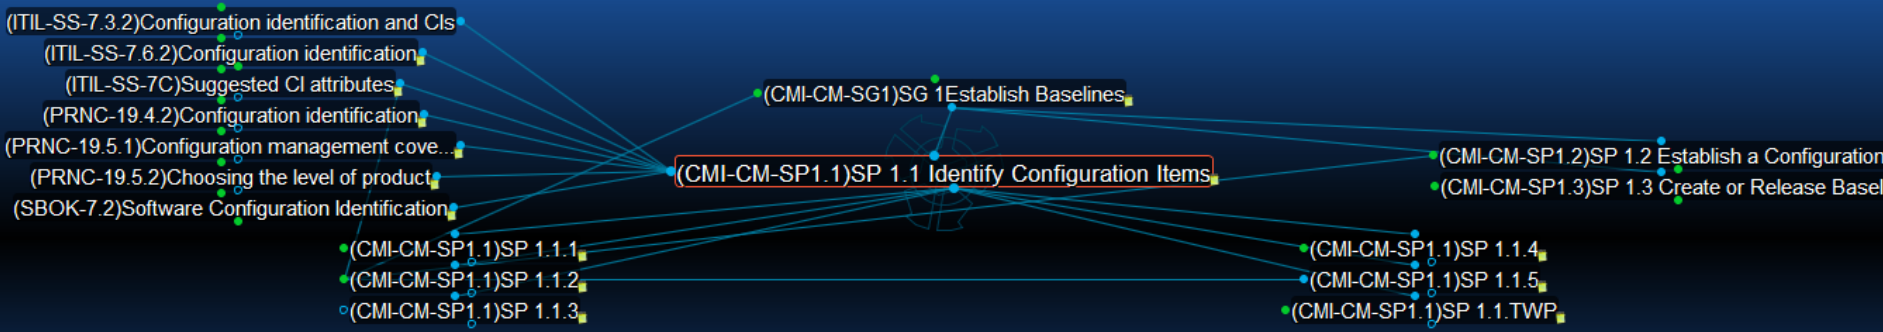 (ITIL-SS-7.3.2)Configuration identification and CIs
(ITIL-SS-7.6.2)Configuration identification
(ITIL-SS-7C)Suggested CI attributes
(PRNC-19.4.2)Configuration identification
(PRNC-19.5.1)Configuration management cove...
(PRNC-19.5.2)Choosing the level of product
(SBOK-7.2)Software Configuration Identification
(CMI-CM-SG1)SG 1Establish Baselines
(CMI-CM-SP1.1)SP 1.1 Identify Configuration Items
(CMI-CM-SP1.2)SP 1.2 Establish a Configuration
(CMI-CM-SP1.3)SP 1.3 Create or Release Basel
(CMI-CM-SP1.1)SP 1.1.1
(CMI-CM-SP1.1)SP 1.1.2
(CMI-CM-SP1.1)SP 1.1.3
(CMI-CM-SP1.1)SP 1.1.4
(CMI-CM-SP1.1)SP 1.1.5
(CMI-CM-SP1.1)SP 1.1.TWP